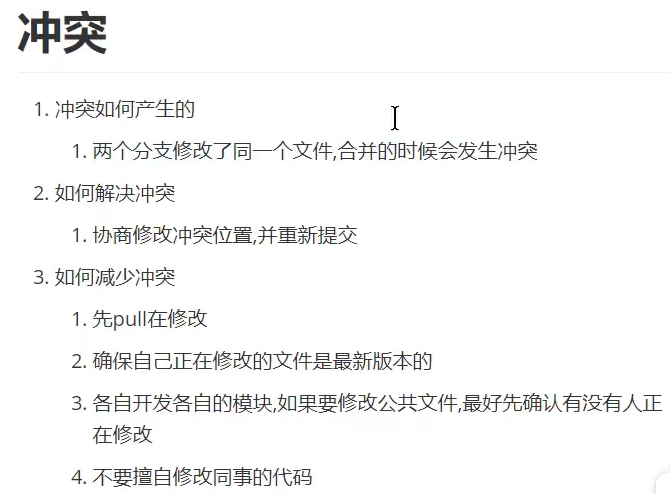 冲突
1. 冲突如何产生的
1. 两个分支修改了同一个文件,合并的时候会发生冲突
2. 如何解决冲突
1. 协商修改冲突位置,并重新提交
3. 如何减少冲突
1. 先pull在修改
2. 确保自己正在修改的文件是最新版本的
3. 各自开发各自的模块,如果要修改公共文件,最好先确认有没有人正
在修改
4. 不要擅自修改同事的代码